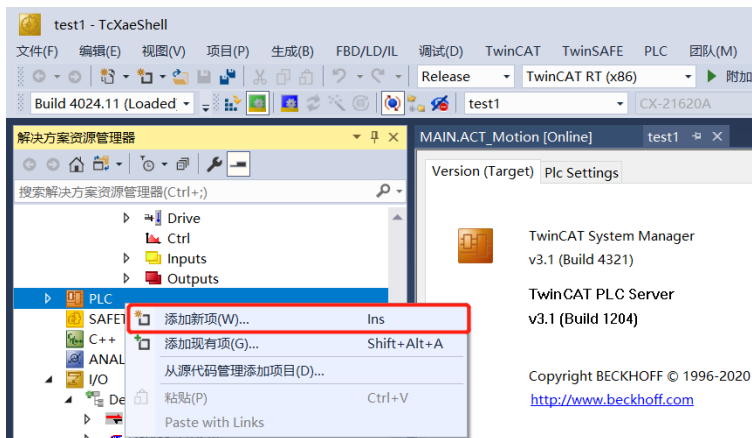 test1 - TcXaeShell
文件(F) 编辑(E) 视图(V) 项目(P) 生成(B) FBD/LD/IL 调试(D) TwinCAT TwinSAFE PLC 团队(M)
Release TwinCAT RT (x86) 附加
Build 4024.11 (Loaded test1 CX-21620A
解决方案资源管理器
MAIN.ACT_Motion [Online] test1
搜索解决方案资源管理器(Ctrl+;)
Version (Target) Plc Settings
Drive
Ctrl
Inputs
Outputs
PLC
SAFET
C++
ANAL
I/O
De
添加新项(W)... Ins
添加现有项(G)... Shift+Alt+A
从源代码管理添加项目(D)...
粘贴(P) Ctrl+V
Paste with Links
TwinCAT System Manager
v3.1 (Build 4321)
TwinCAT PLC Server
v3.1 (Build 1204)
Copyright BECKHOFF © 1996-2020
http://www.beckhoff.com